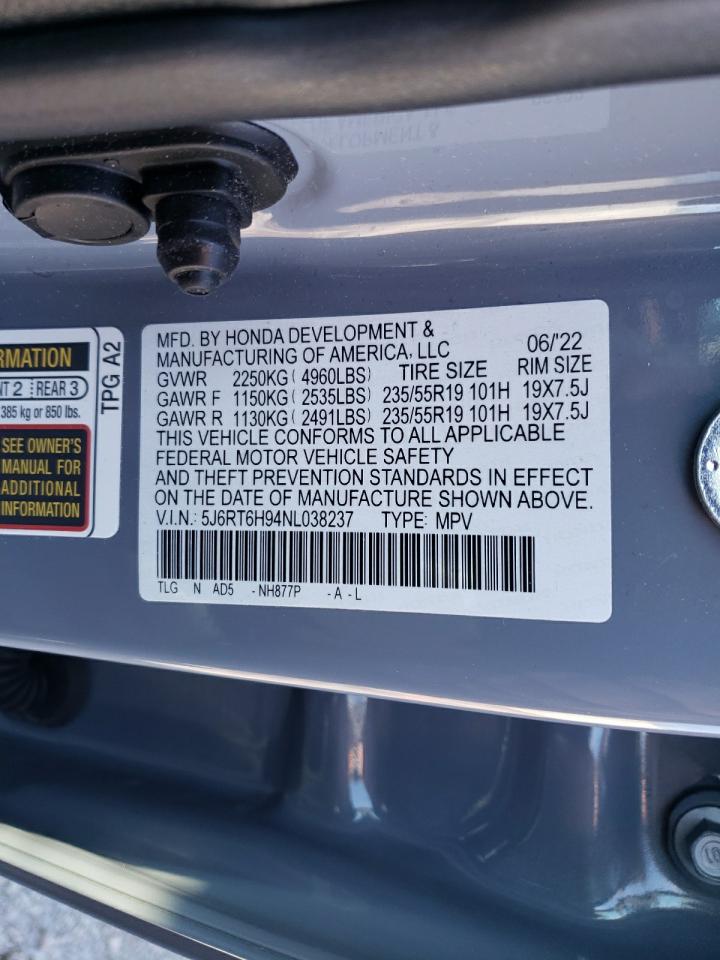 RMATION
NT 2 REAR 3
385 kg or 850 lbs.
SEE OWNER'S
MANUAL FOR
ADDITIONAL
INFORMATION
TPG A2
MFD. BY HONDA DEVELOPMENT & 
MANUFACTURING OF AMERICA, LLC 06/'22
GVWR 2250KG ( 4960LBS) TIRE SIZE RIM SIZE
GAWR F 1150KG ( 2535LBS) 235/55R19 101H 19X7.5J
GAWR R 1130KG ( 2491LBS) 235/55R19 101H 19X7.5J
THIS VEHICLE CONFORMS TO ALL APPLICABLE
FEDERAL MOTOR VEHICLE SAFETY
AND THEFT PREVENTION STANDARDS IN EFFECT
ON THE DATE OF MANUFACTURE SHOWN ABOVE.
V.I.N.: 5J6RT6H94NL038237 TYPE: MPV
TLG N AD5 - NH877P - A - L